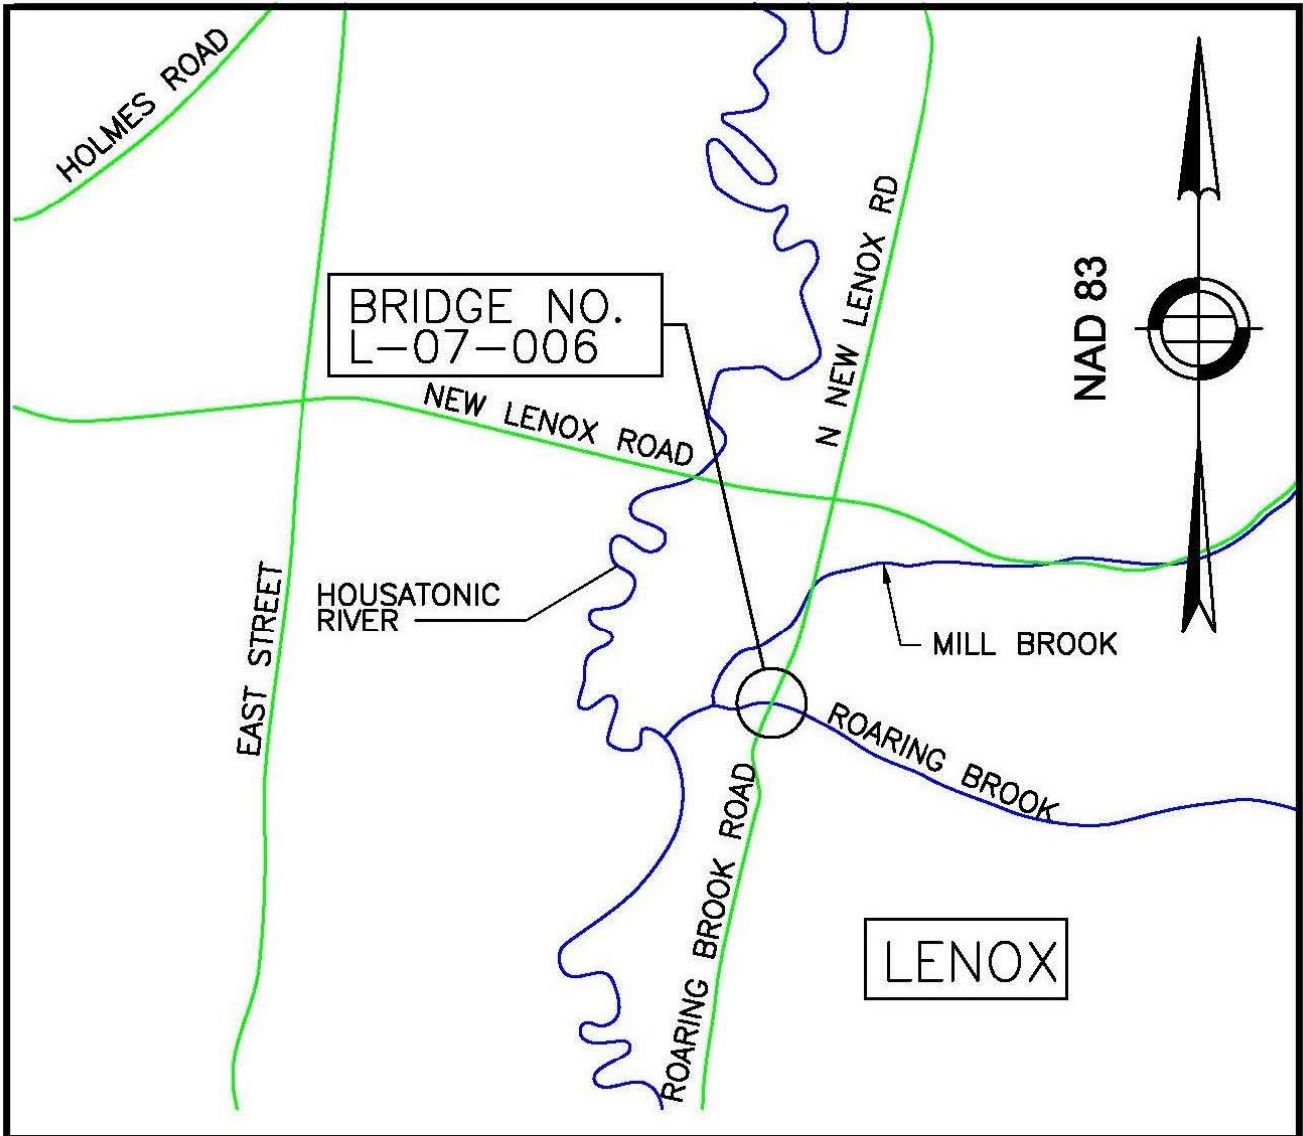 HOLMES ROAD
N NEW LENOX RD
NAD 83
BRIDGE NO.
L-07-006
NEW LENOX ROAD
EAST STREET
HOUSATONIC
RIVER
MILL BROOK
ROARING BROOK
ROARING BROOK ROAD
LENOX